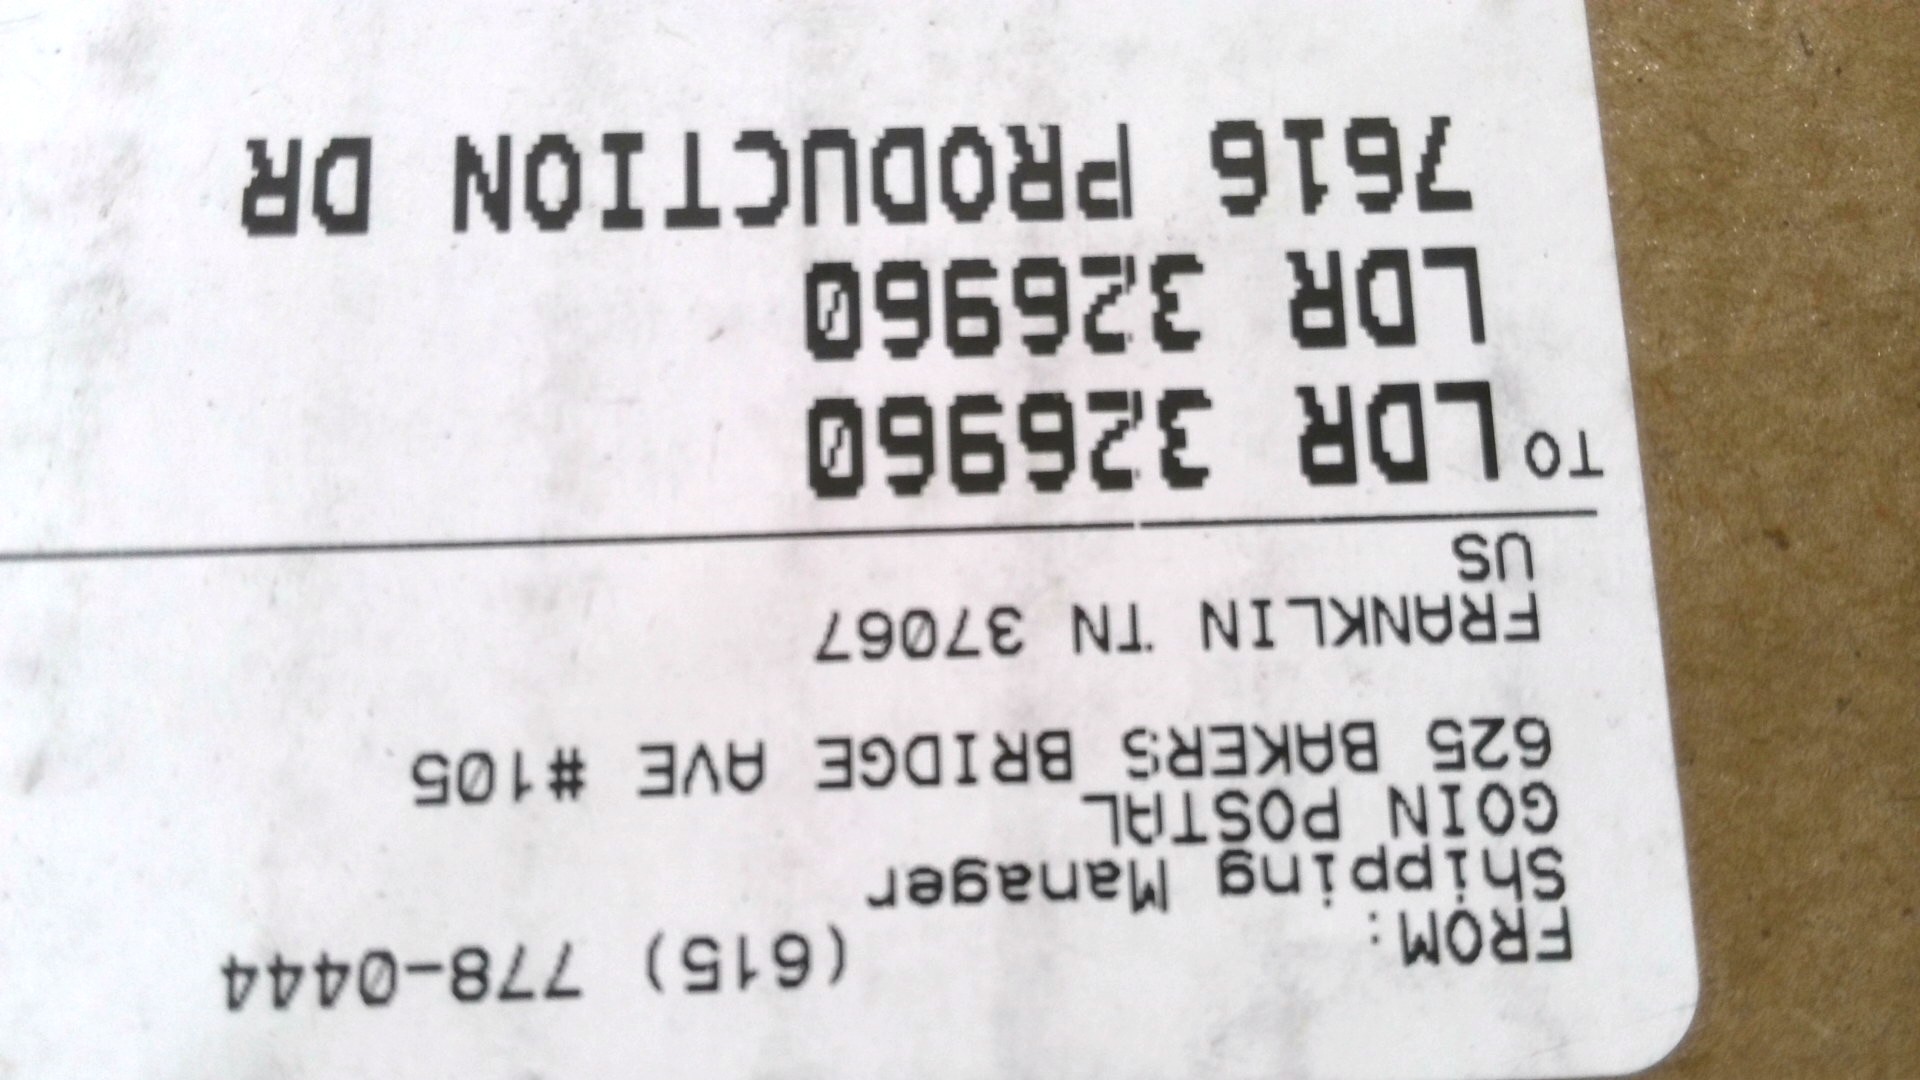 FROM: (615) 778-0444
Shipping Manager
GOIN POSTAL
625 BAKERS BRIDGE AVE #105
FRANKLIN TN 37067
US
TO LDR 326960
LDR 326960
7616 PRODUCTION DR